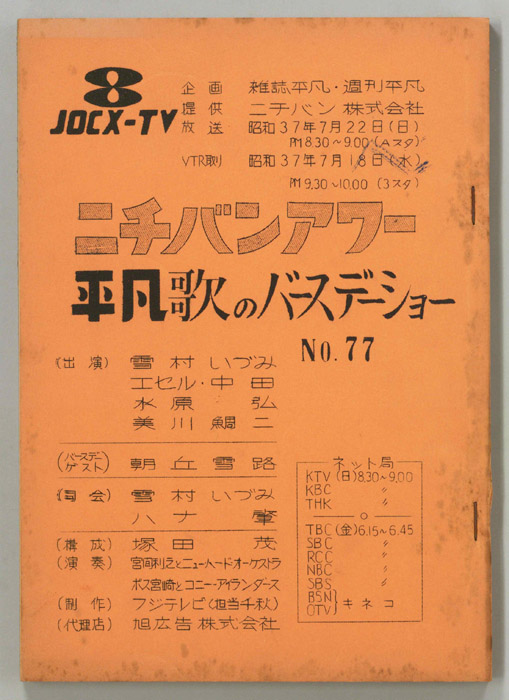 8
JOCX-TV
企画 雑誌平凡・週刊平凡
提供 ニチバン株式会社
放送 昭和37年7月22日(日)
PM8.30~9.00(Aスタ)
VTR取り 昭和37年7月18日(水)
PM9.30~10.00(3スタ)
ニチバンアワー
平凡歌のバースデーショー
NO.77
(出演) 雪村いづみ
エセル・中田
水原 弘
美川鯛二
(バースデーゲスト) 朝丘雪路
(司会) 雪村いづみ
ハナ 肇
(構成) 塚田 茂
(演奏) 宮間利之とニューハードオーケストラ
ポス宮崎とコニー・アイランダース
(制作) フジテレビ(担当千秋)
(代理店) 旭広告株式会社
ネット局
KTV (日)8.30~9.00
KBC 〃
THK 〃
TBC (金)6.15~6.45
SBC 〃
RCC 〃
NBC 〃
SBS 〃
BSN
OTV} キネコ